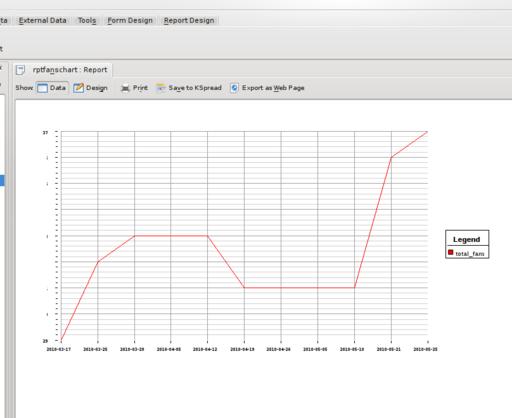 ta External Data Tools Form Design Report Design
t
rptfanschart : Report
Show: Data Design Print Save to KSpread Export as Web Page
37
29
Legend
total_fans
2010-03-17 2010-03-26 2010-03-29 2010-04-05 2010-04-12 2010-04-19 2010-04-26 2010-05-05 2010-05-10 2010-05-21 2010-05-25